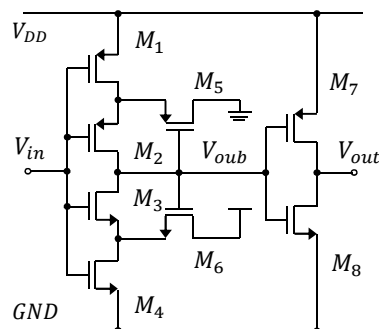 V_DD
M_1
M_5
M_7
V_in
M_2
V_oub
V_out
M_3
M_6
M_8
GND
M_4